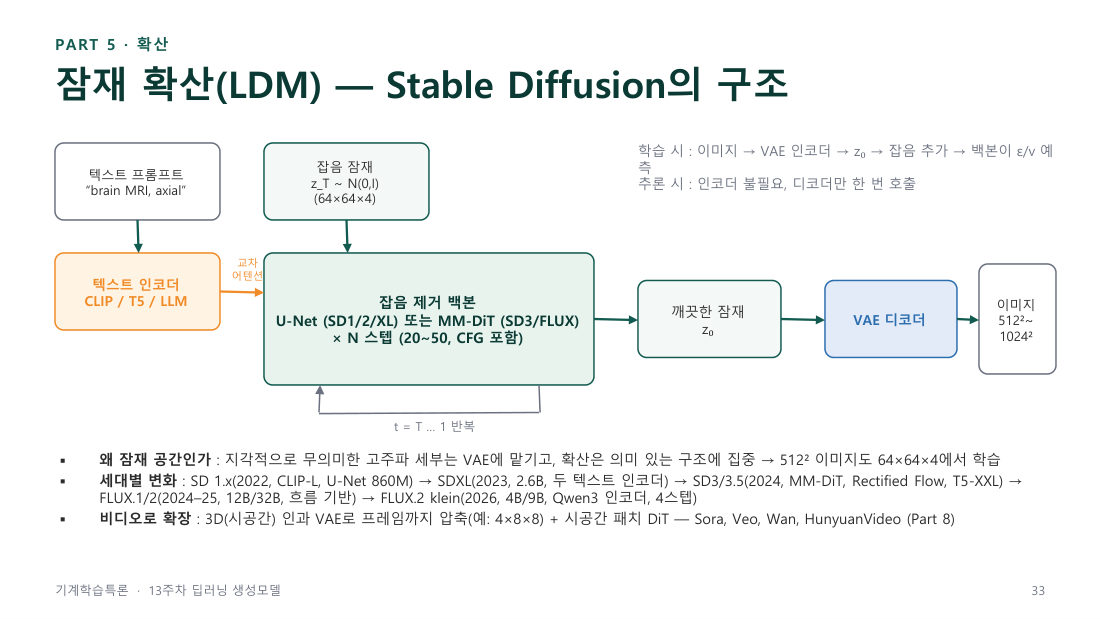 PART 5 · 확산
잠재 확산(LDM) — Stable Diffusion의 구조
텍스트 프롬프트
“brain MRI, axial”
잡음 잠재
z_T ~ N(0,I)
(64×64×4)
학습 시 : 이미지 → VAE 인코더 → z₀ → 잡음 추가 → 백본이 ε/v 예
측
추론 시 : 인코더 불필요, 디코더만 한 번 호출
텍스트 인코더
CLIP / T5 / LLM
교차
어텐션
잡음 제거 백본
U-Net (SD1/2/XL) 또는 MM-DiT (SD3/FLUX)
× N 스텝 (20~50, CFG 포함)
깨끗한 잠재
z₀
VAE 디코더
이미지
512²~
1024²
t = T … 1 반복
▪ 왜 잠재 공간인가 : 지각적으로 무의미한 고주파 세부는 VAE에 맡기고, 확산은 의미 있는 구조에 집중 → 512² 이미지도 64×64×4에서 학습
▪ 세대별 변화 : SD 1.x(2022, CLIP-L, U-Net 860M) → SDXL(2023, 2.6B, 두 텍스트 인코더) → SD3/3.5(2024, MM-DiT, Rectified Flow, T5-XXL) →
FLUX.1/2(2024–25, 12B/32B, 흐름 기반) → FLUX.2 klein(2026, 4B/9B, Qwen3 인코더, 4스텝)
▪ 비디오로 확장 : 3D(시공간) 인과 VAE로 프레임까지 압축(예: 4×8×8) + 시공간 패치 DiT — Sora, Veo, Wan, HunyuanVideo (Part 8)
기계학습특론 · 13주차 딥러닝 생성모델
33